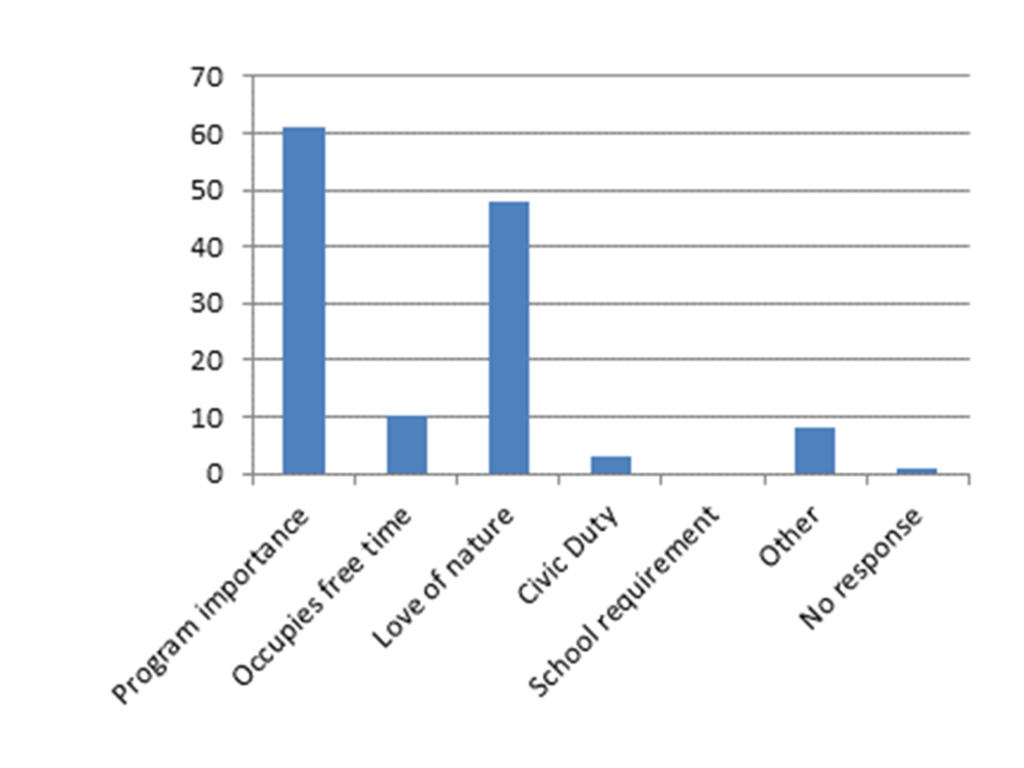 70
60
50
40
30
20
10
0
Program importance
Occupies free time
Love of nature
Civic Duty
School requirement
Other
No response